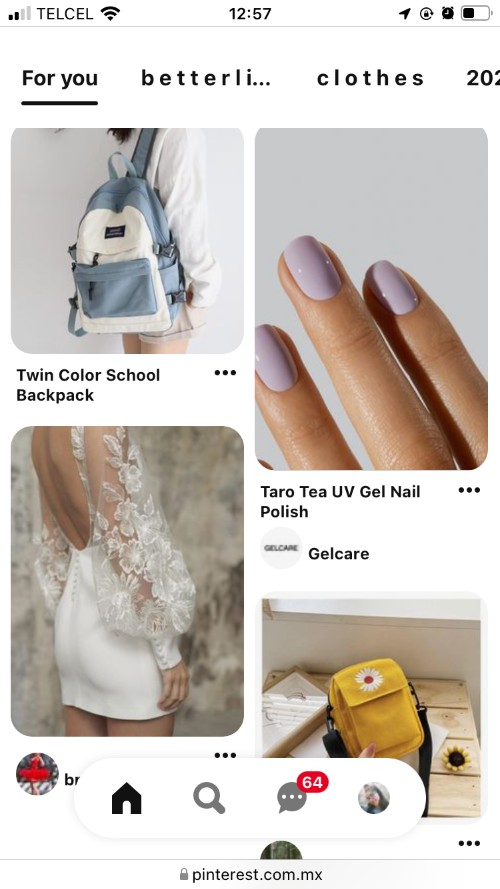 TELCEL
12:57
For you
betterli...
clothes
202
Twin Color School
Backpack
Taro Tea UV Gel Nail
Polish
GELCARE
Gelcare
br
64
pinterest.com.mx